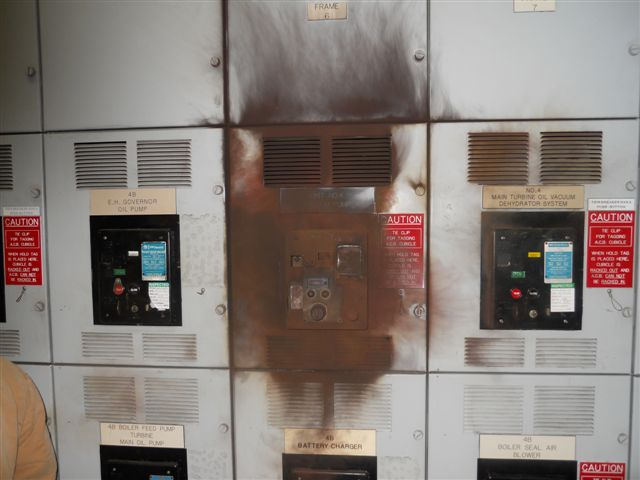 FRAME
6
7
CAUTION
TIE CLIP
FOR TAGGING
A.C.B. CUBICLE
WHEN HOLD TAG
IS PLACED HERE,
CUBICLE IS
RACKED OUT AND
A.C.B. CAN NOT
BE RACKED IN.
4B
E.H. GOVERNOR
OIL PUMP
CAUTION
TIE CLIP
FOR TAGGING
A.C.B. CUBICLE
NO.4
MAIN TURBINE OIL VACUUM
DEHYDRATOR SYSTEM
CAUTION
TIE CLIP
FOR TAGGING
A.C.B. CUBICLE
WHEN HOLD TAG
IS PLACED HERE,
CUBICLE IS
RACKED OUT AND
A.C.B. CAN NOT
BE RACKED IN.
4B BOILER FEED PUMP
TURBINE
MAIN OIL PUMP
4B
BATTERY CHARGER
4B
BOILER SEAL AIR
BLOWER
CAUTION